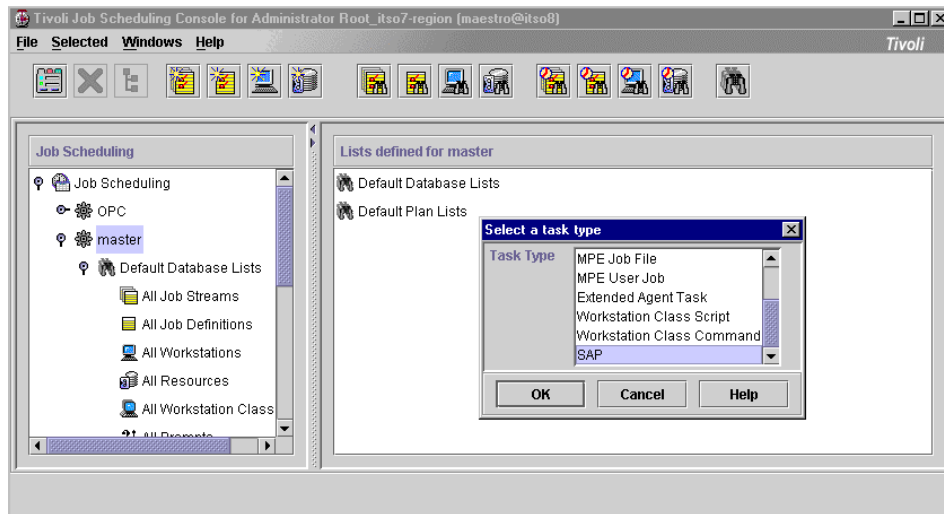 Tivoli Job Scheduling Console for Administrator Root_itso7-region (maestro@itso8)
File Selected Windows Help
Tivoli
Job Scheduling
Job Scheduling
OPC
master
Default Database Lists
All Job Streams
All Job Definitions
All Workstations
All Resources
All Workstation Class
All Prompts
Lists defined for master
Default Database Lists
Default Plan Lists
Select a task type
Task Type
MPE Job File
MPE User Job
Extended Agent Task
Workstation Class Script
Workstation Class Command
SAP
OK Cancel Help